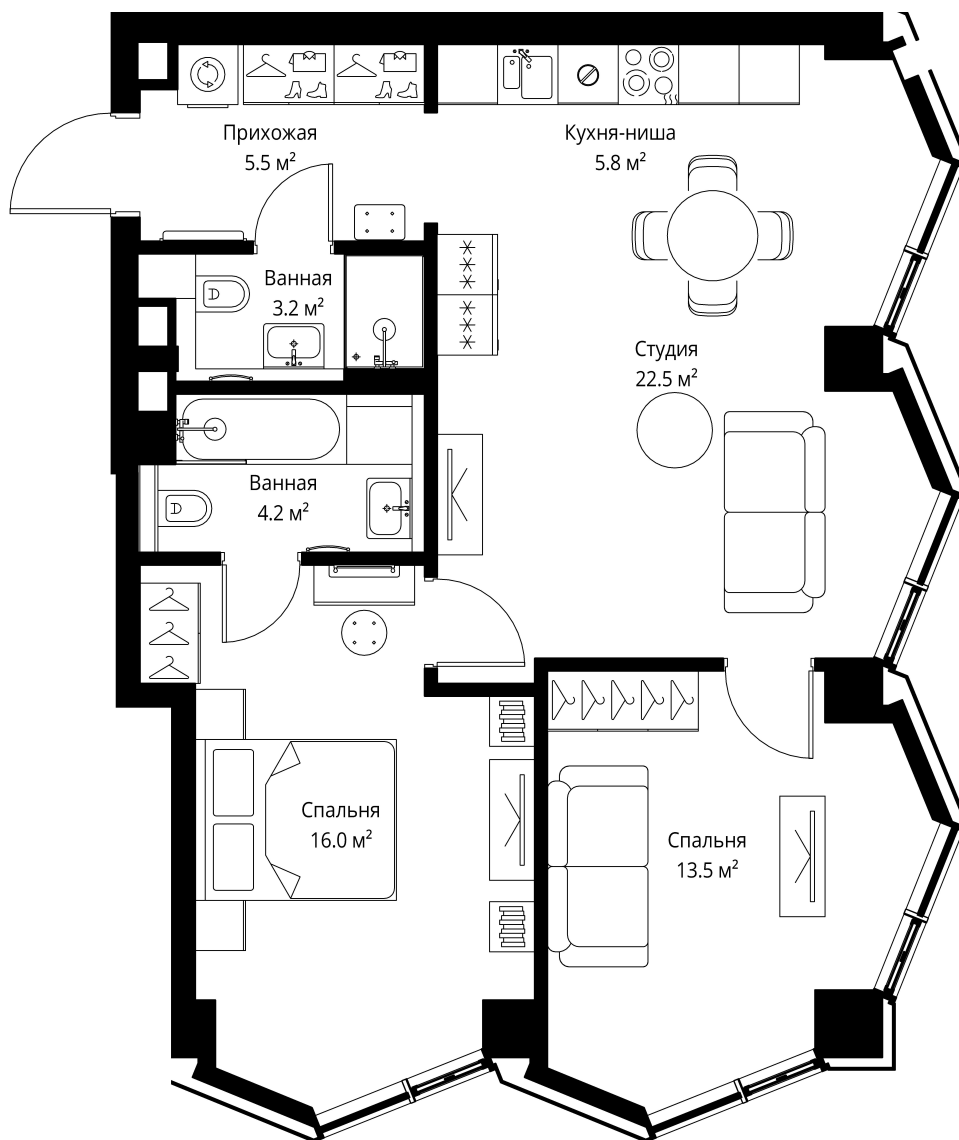 Прихожая
5.5 м²
Кухня-ниша
5.8 м²
Ванная
3.2 м²
Студия
22.5 м²
Ванная
4.2 м²
Спальня
16.0 м²
Спальня
13.5 м²